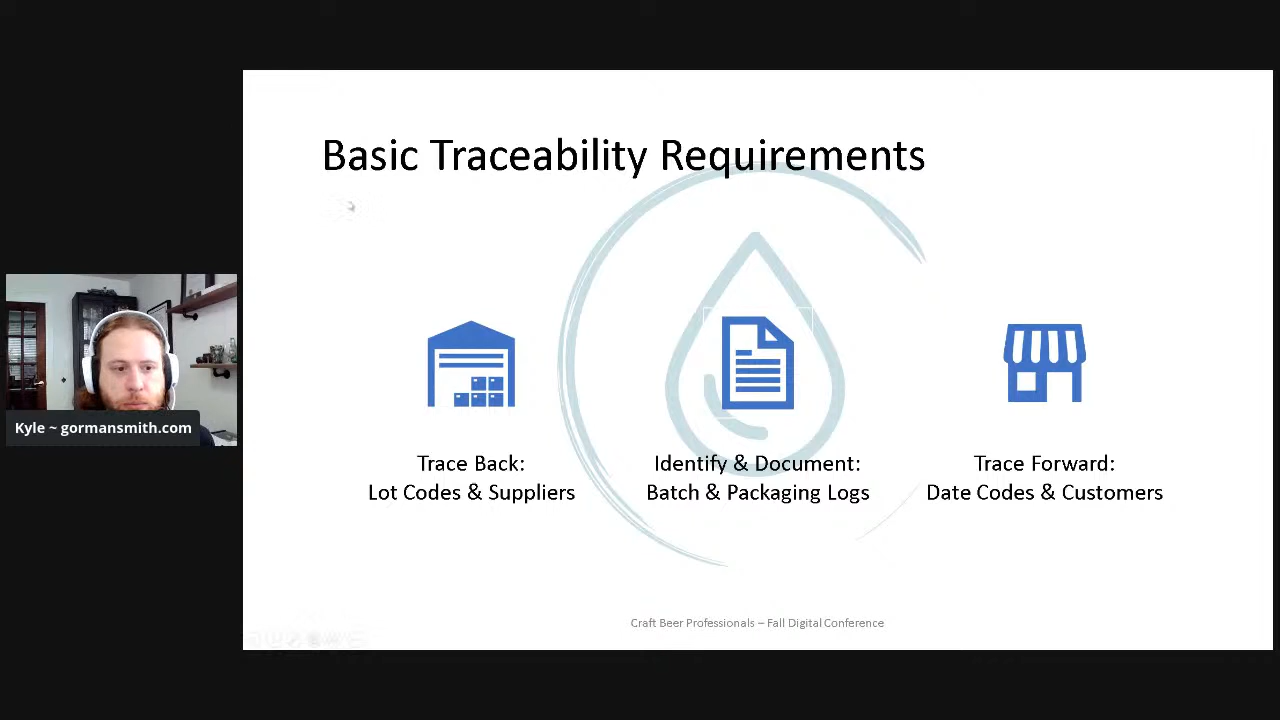 Basic Traceability Requirements
Trace Back:
Lot Codes & Suppliers
Identify & Document:
Batch & Packaging Logs
Trace Forward:
Date Codes & Customers
Kyle ~ gormansmith.com
Craft Beer Professionals – Fall Digital Conference